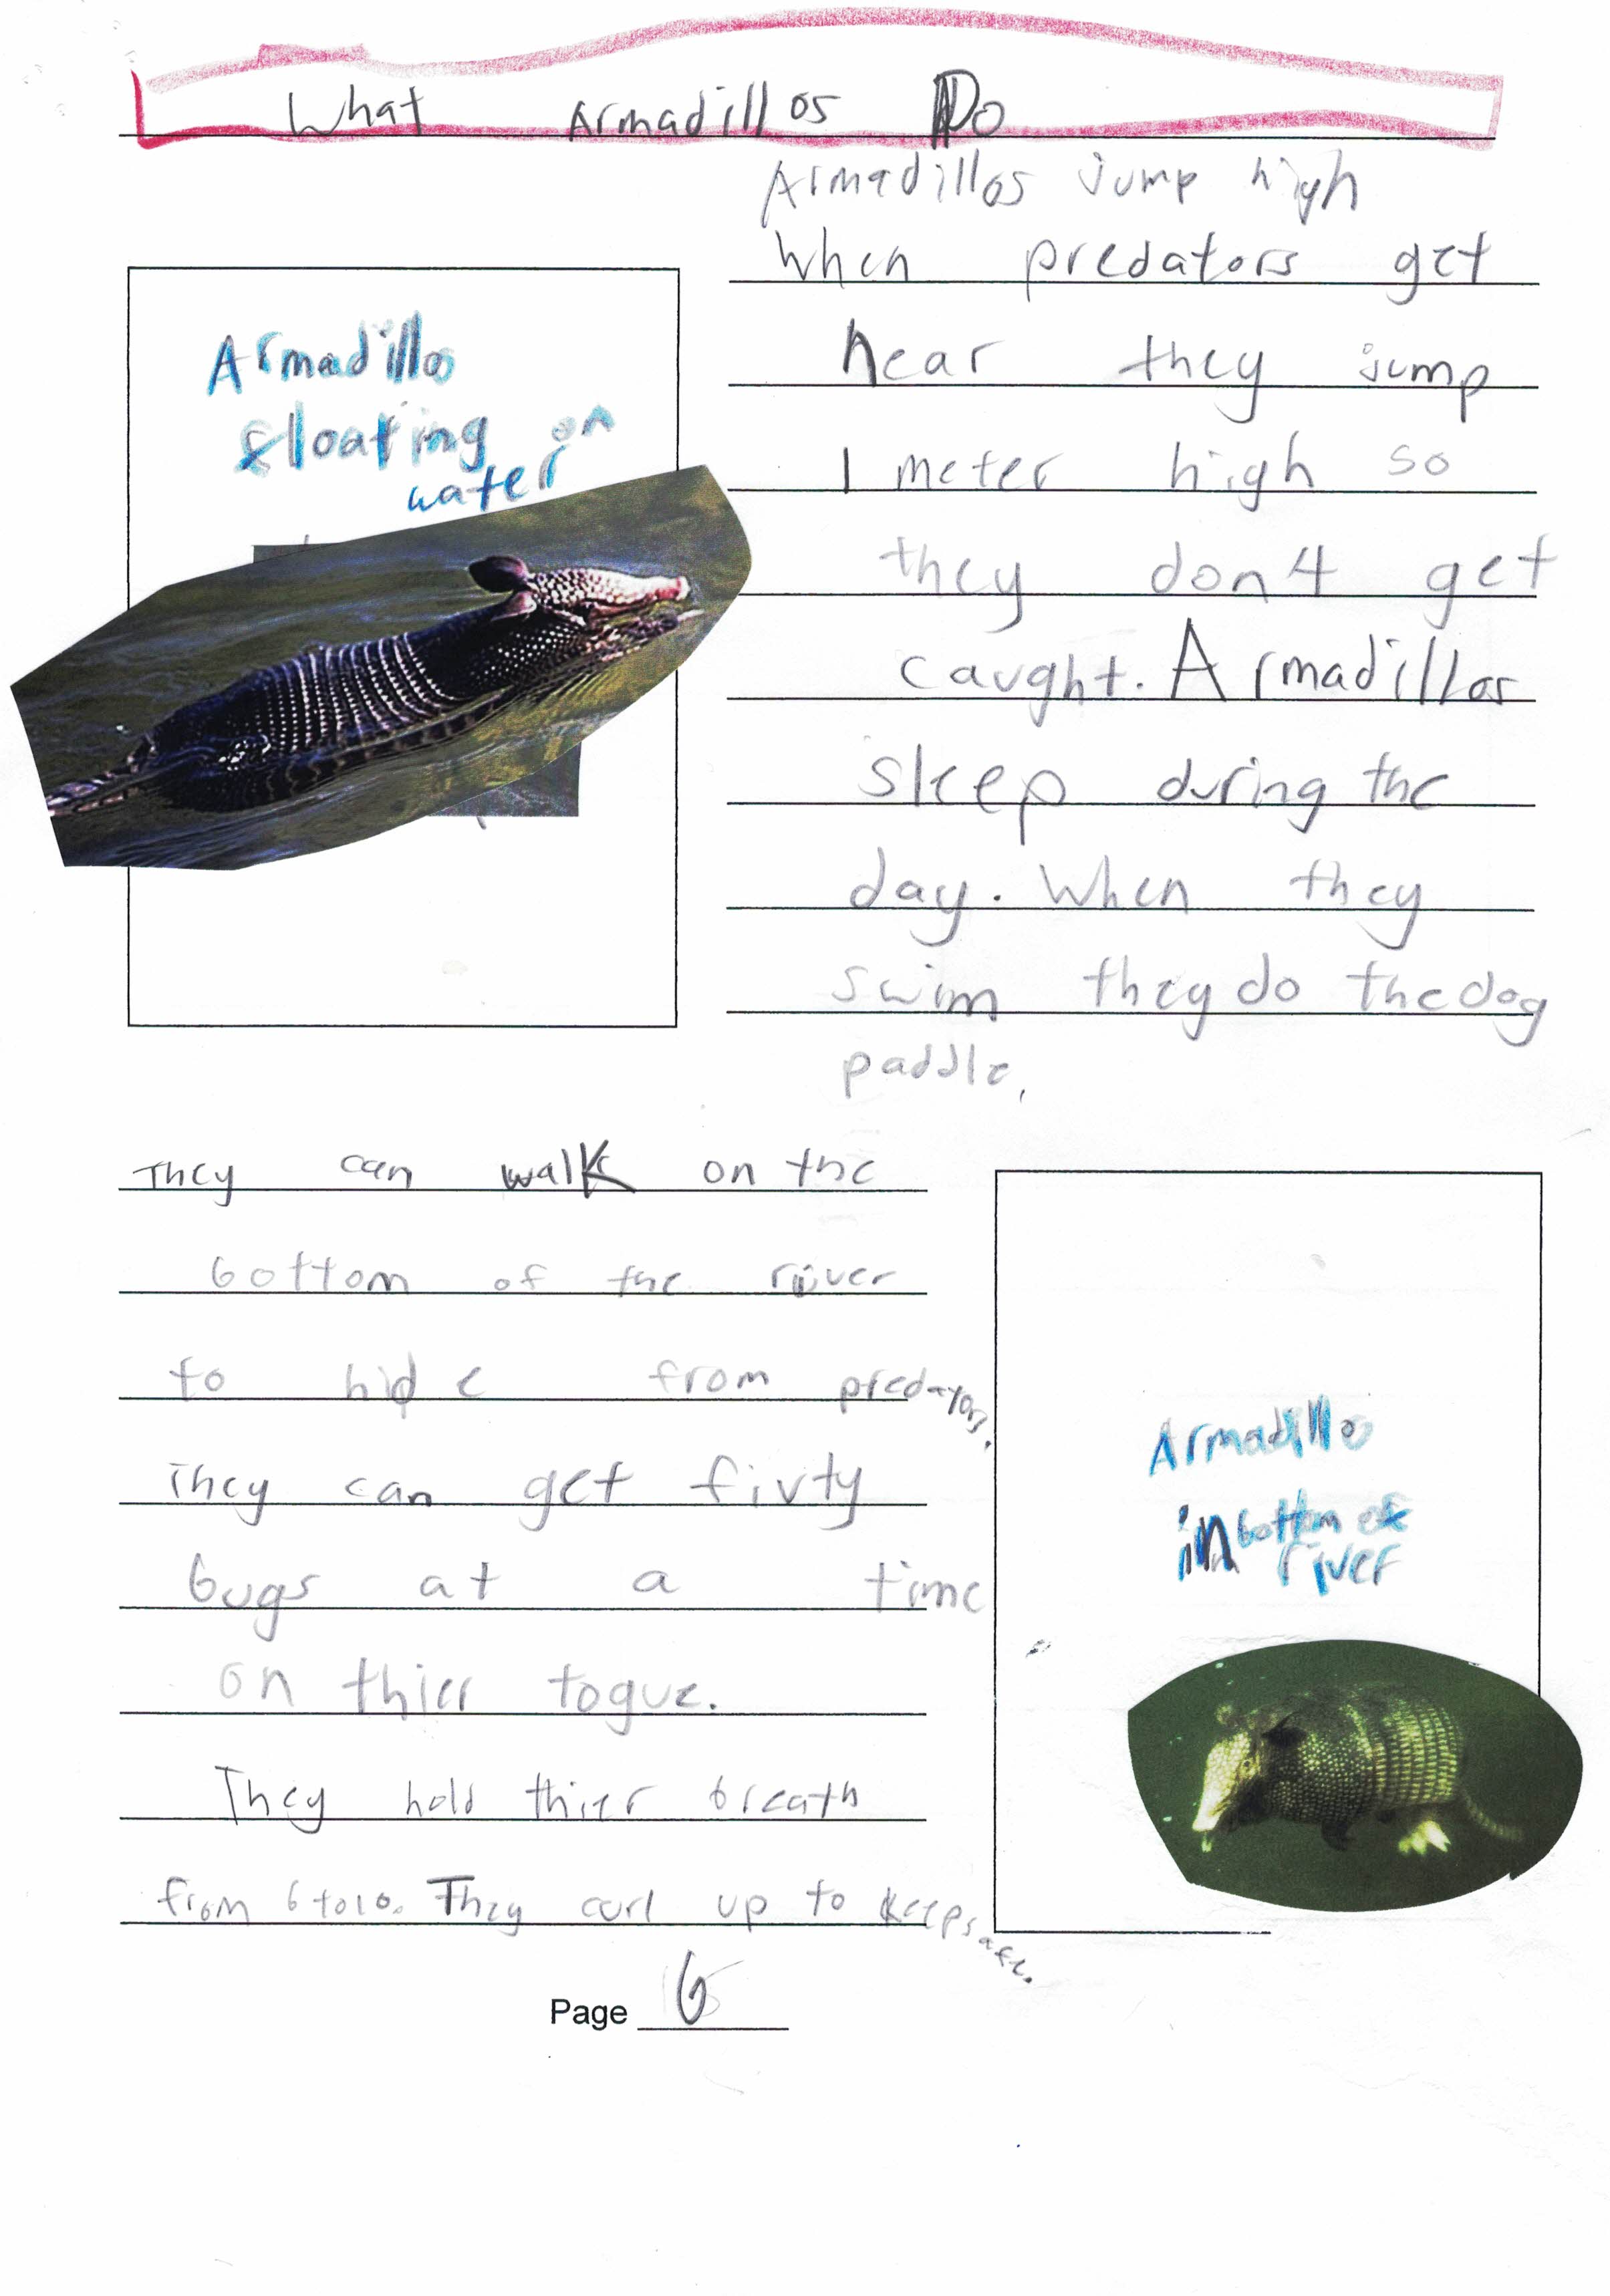 What Armadillos Do
Armadillos jump high
When predators get
near they jump
1 meter high so
they don4 get
caught. Armadillos
sleep during the
day. When they
swim they do the dog
paddle,
Armadillo
floating on
water
They can walk on the
bottom of the river
to hide from predators.
They can get fivty
bugs at a time
on thier togue.
They hold thier breath
from 6 to 10. They curl up to keep safe.
Armadillo
in bottom of
river
Page 6